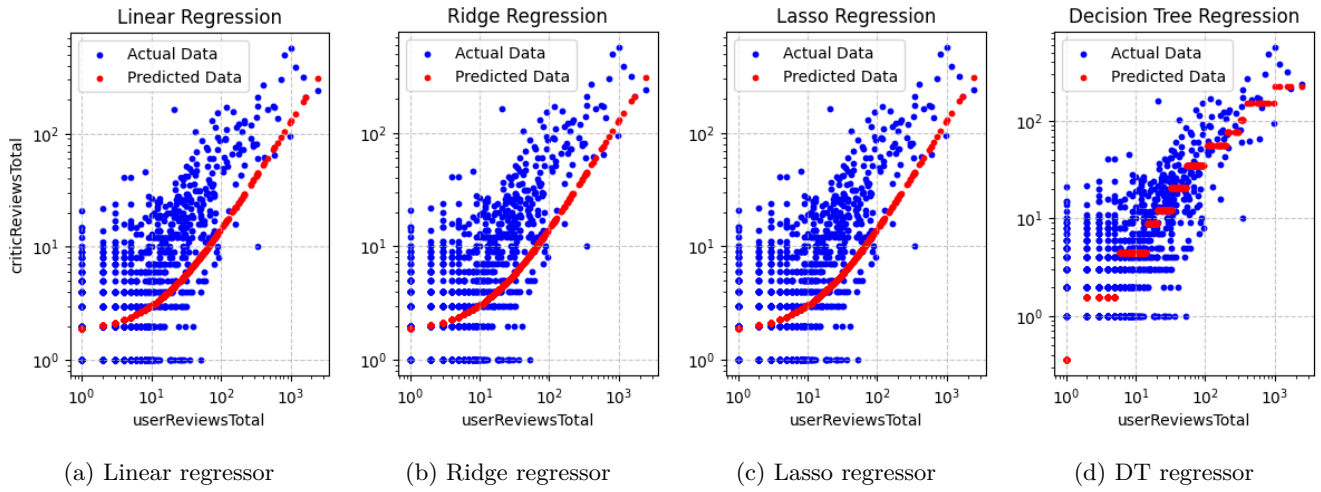 Linear Regression
Actual Data
Predicted Data
criticReviewsTotal
10²
10¹
10⁰
10⁰ 10¹ 10² 10³
userReviewsTotal
(a) Linear regressor
Ridge Regression
Actual Data
Predicted Data
10²
10¹
10⁰
10⁰ 10¹ 10² 10³
userReviewsTotal
(b) Ridge regressor
Lasso Regression
Actual Data
Predicted Data
10²
10¹
10⁰
10⁰ 10¹ 10² 10³
userReviewsTotal
(c) Lasso regressor
Decision Tree Regression
Actual Data
Predicted Data
10²
10¹
10⁰
10⁰ 10¹ 10² 10³
userReviewsTotal
(d) DT regressor